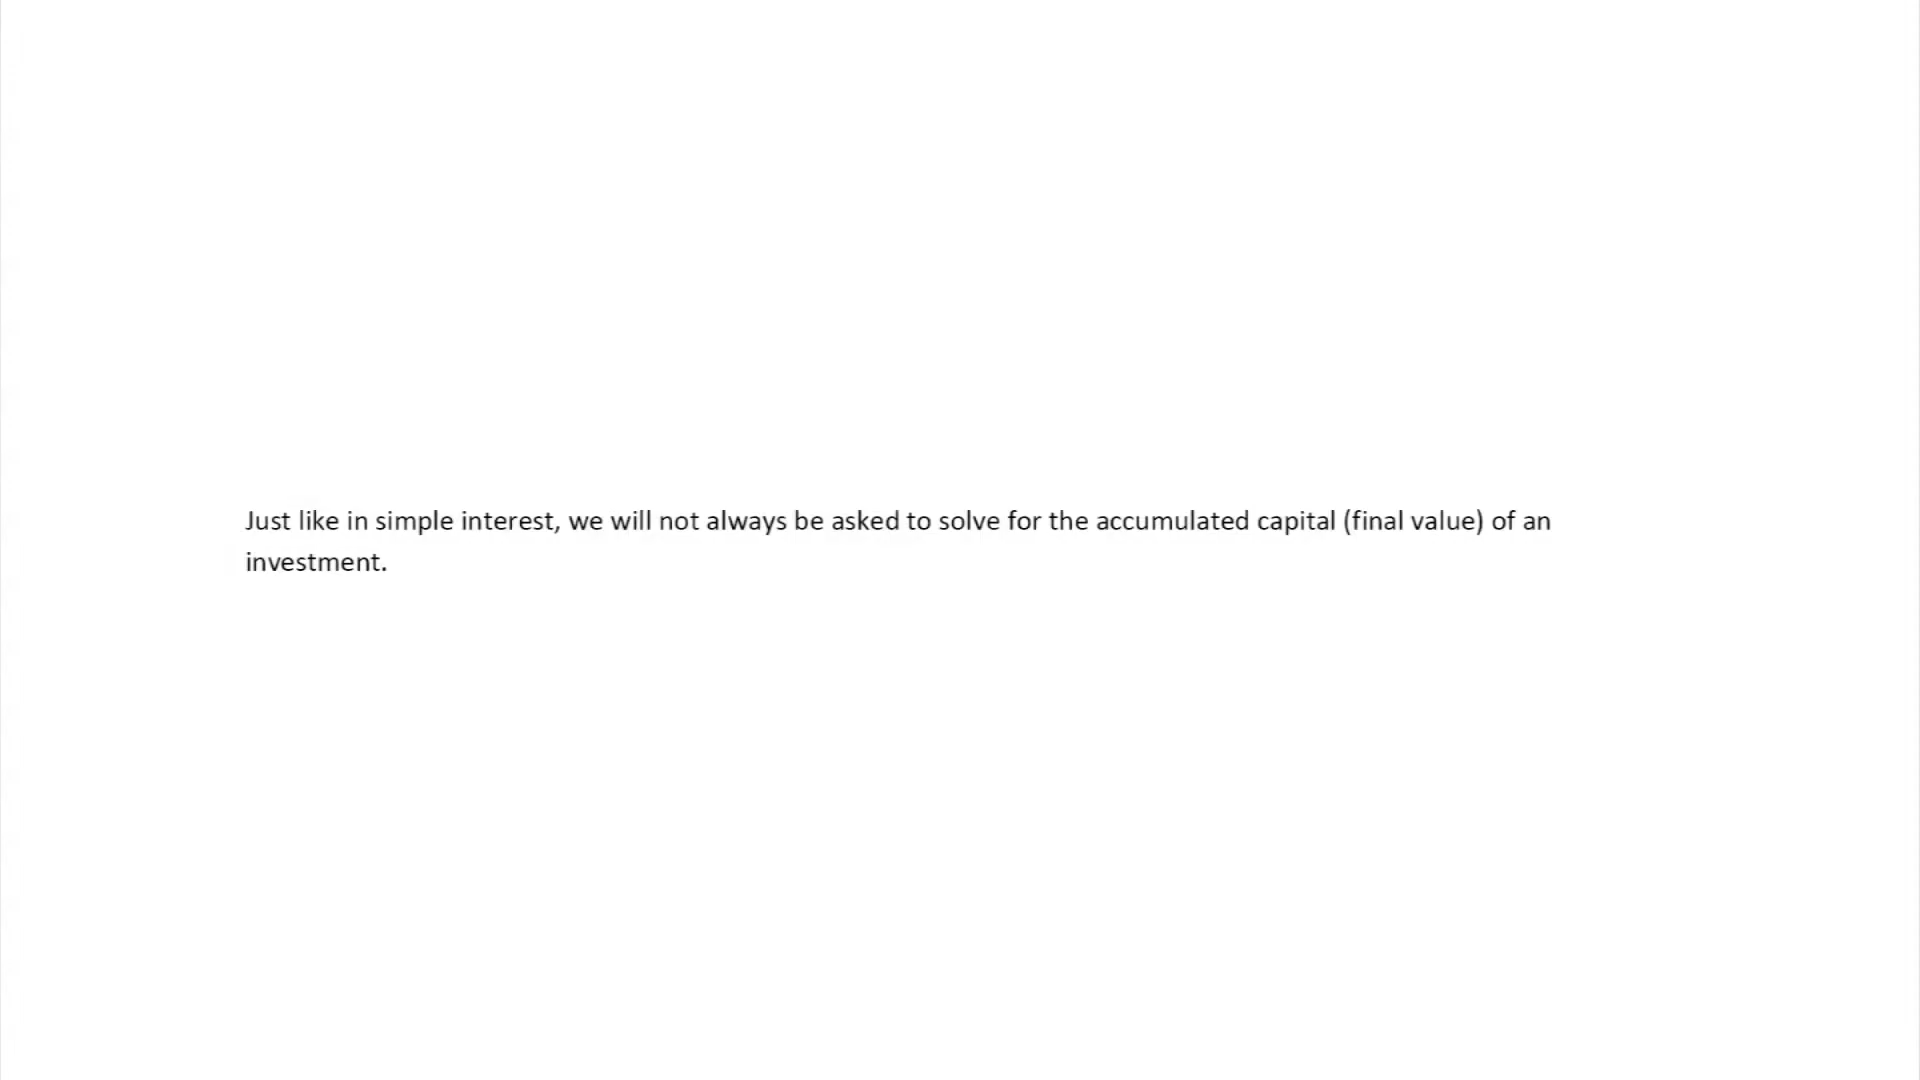 Just like in simple interest, we will not always be asked to solve for the accumulated capital (final value) of an
investment.